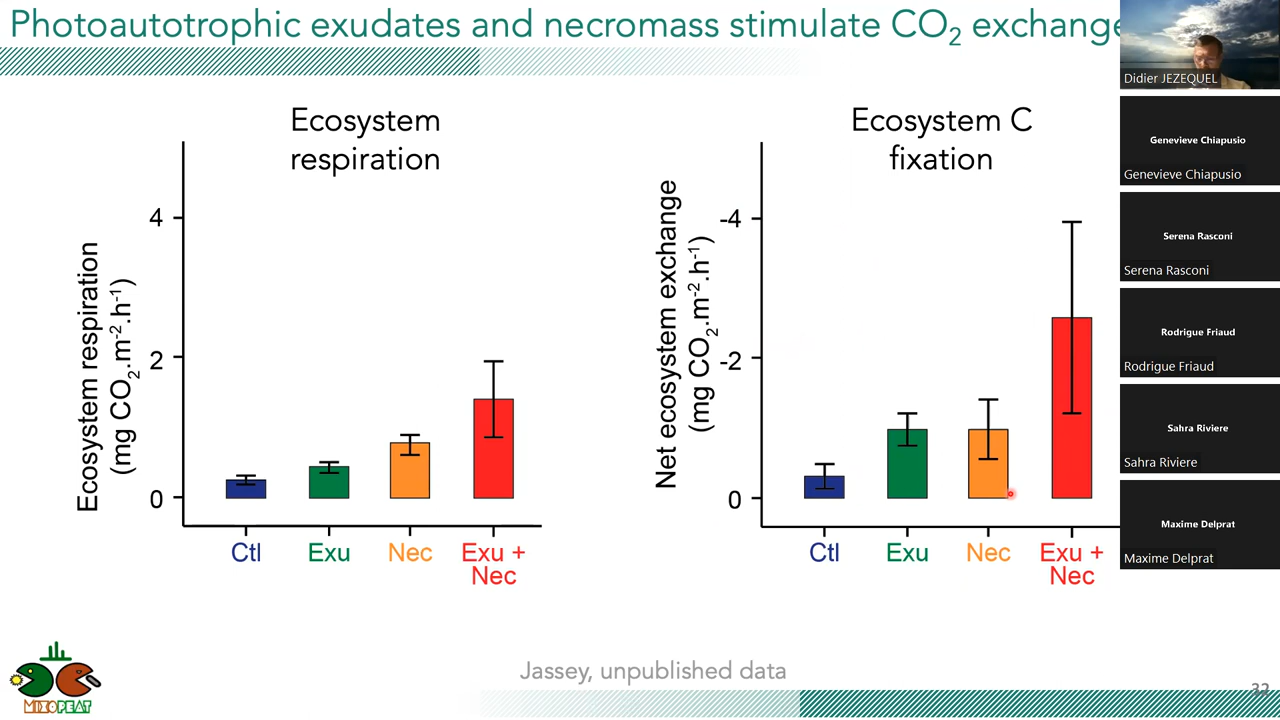 Photoautotrophic exudates and necromass stimulate CO2 exchange
Ecosystem
respiration
Ecosystem respiration
(mg CO2.m-2.h-1)
4
2
0
Ctl
Exu
Nec
Exu +
Nec
Ecosystem C
fixation
Net ecosystem exchange
(mg CO2.m-2.h-1)
-4
-2
0
Ctl
Exu
Nec
Exu +
Nec
Jassey, unpublished data
32
MIXOPEAT
Didier JEZEQUEL
Genevieve Chiapusio
Genevieve Chiapusio
Serena Rasconi
Serena Rasconi
Rodrigue Friaud
Rodrigue Friaud
Sahra Riviere
Sahra Riviere
Maxime Delprat
Maxime Delprat